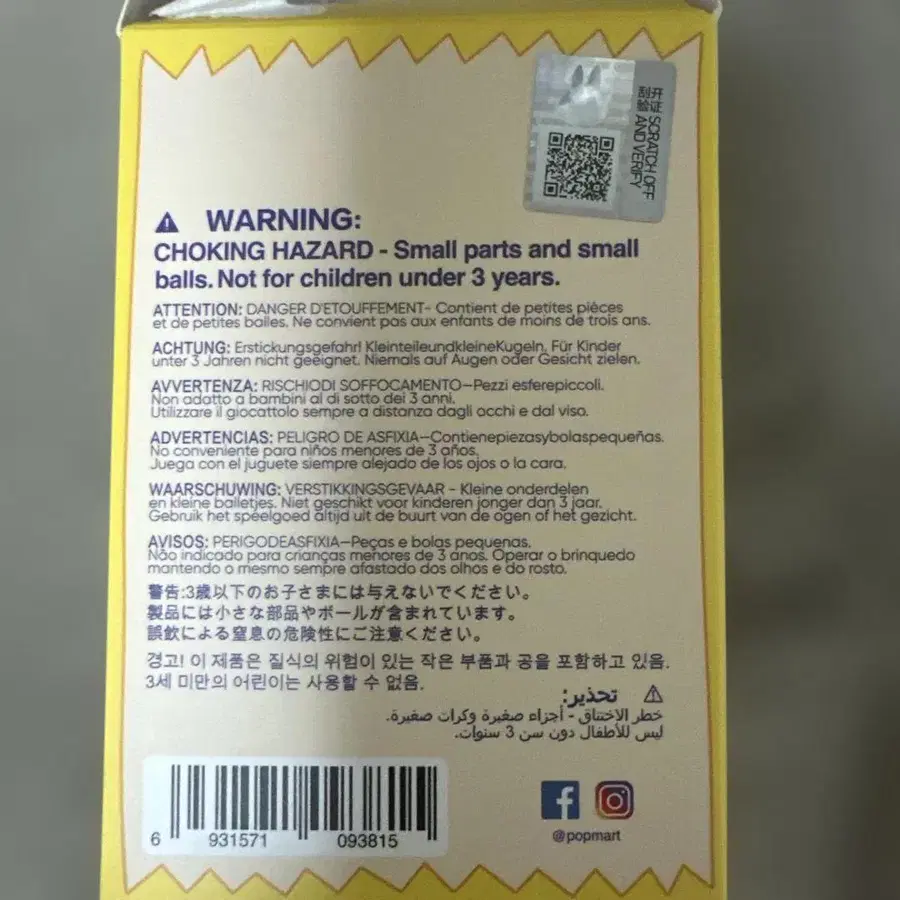 开证 SCRATCH OFF
刮验 AND VERIFY
WARNING:
CHOKING HAZARD - Small parts and small
balls. Not for children under 3 years.
ATTENTION: DANGER D'ETOUFFEMENT- Contient de petites pièces
et de petites balles. Ne convient pas aux enfants de moins de trois ans.
ACHTUNG: Erstickungsgefahr! KleinteileundkleineKugeln. Für Kinder
unter 3 Jahren nicht geeignet. Niemals auf Augen oder Gesicht zielen.
AVVERTENZA: RISCHIODI SOFFOCAMENTO—Pezzi esferepiccoli.
Non adatto a bambini al di sotto dei 3 anni.
Utilizzare il giocattolo sempre a distanza dagli occhi e dal viso.
ADVERTENCIAS: PELIGRO DE ASFIXIA—Contienepiezasybolaspequeñas.
No conveniente para niños menores de 3 años.
Juega con el juguete siempre alejado de los ojos o la cara.
WAARSCHUWING: VERSTIKKINGSGEVAAR - Kleine onderdelen
en kleine balletjes. Niet geschikt voor kinderen jonger dan 3 jaar.
Gebruik het speelgoed altijd uit de buurt van de ogen of het gezicht.
AVISOS: PERIGODEASFIXIA—Peças e bolas pequenas.
Não indicado para crianças menores de 3 anos. Operar o brinquedo
mantendo o mesmo sempre afastado dos olhos e do rosto.
警告:3歳以下のお子さまには与えないでください。
製品には小さな部品やボールが含まれています。
誤飲による窒息の危険性にご注意ください。
경고! 이 제품은 질식의 위험이 있는 작은 부품과 공을 포함하고 있음.
3세 미만의 어린이는 사용할 수 없음.
تحذير:
خطر الاختناق - أجزاء صغيرة وكرات صغيرة.
ليس للأطفال دون سن 3 سنوات.
6 931571 093815
@popmart